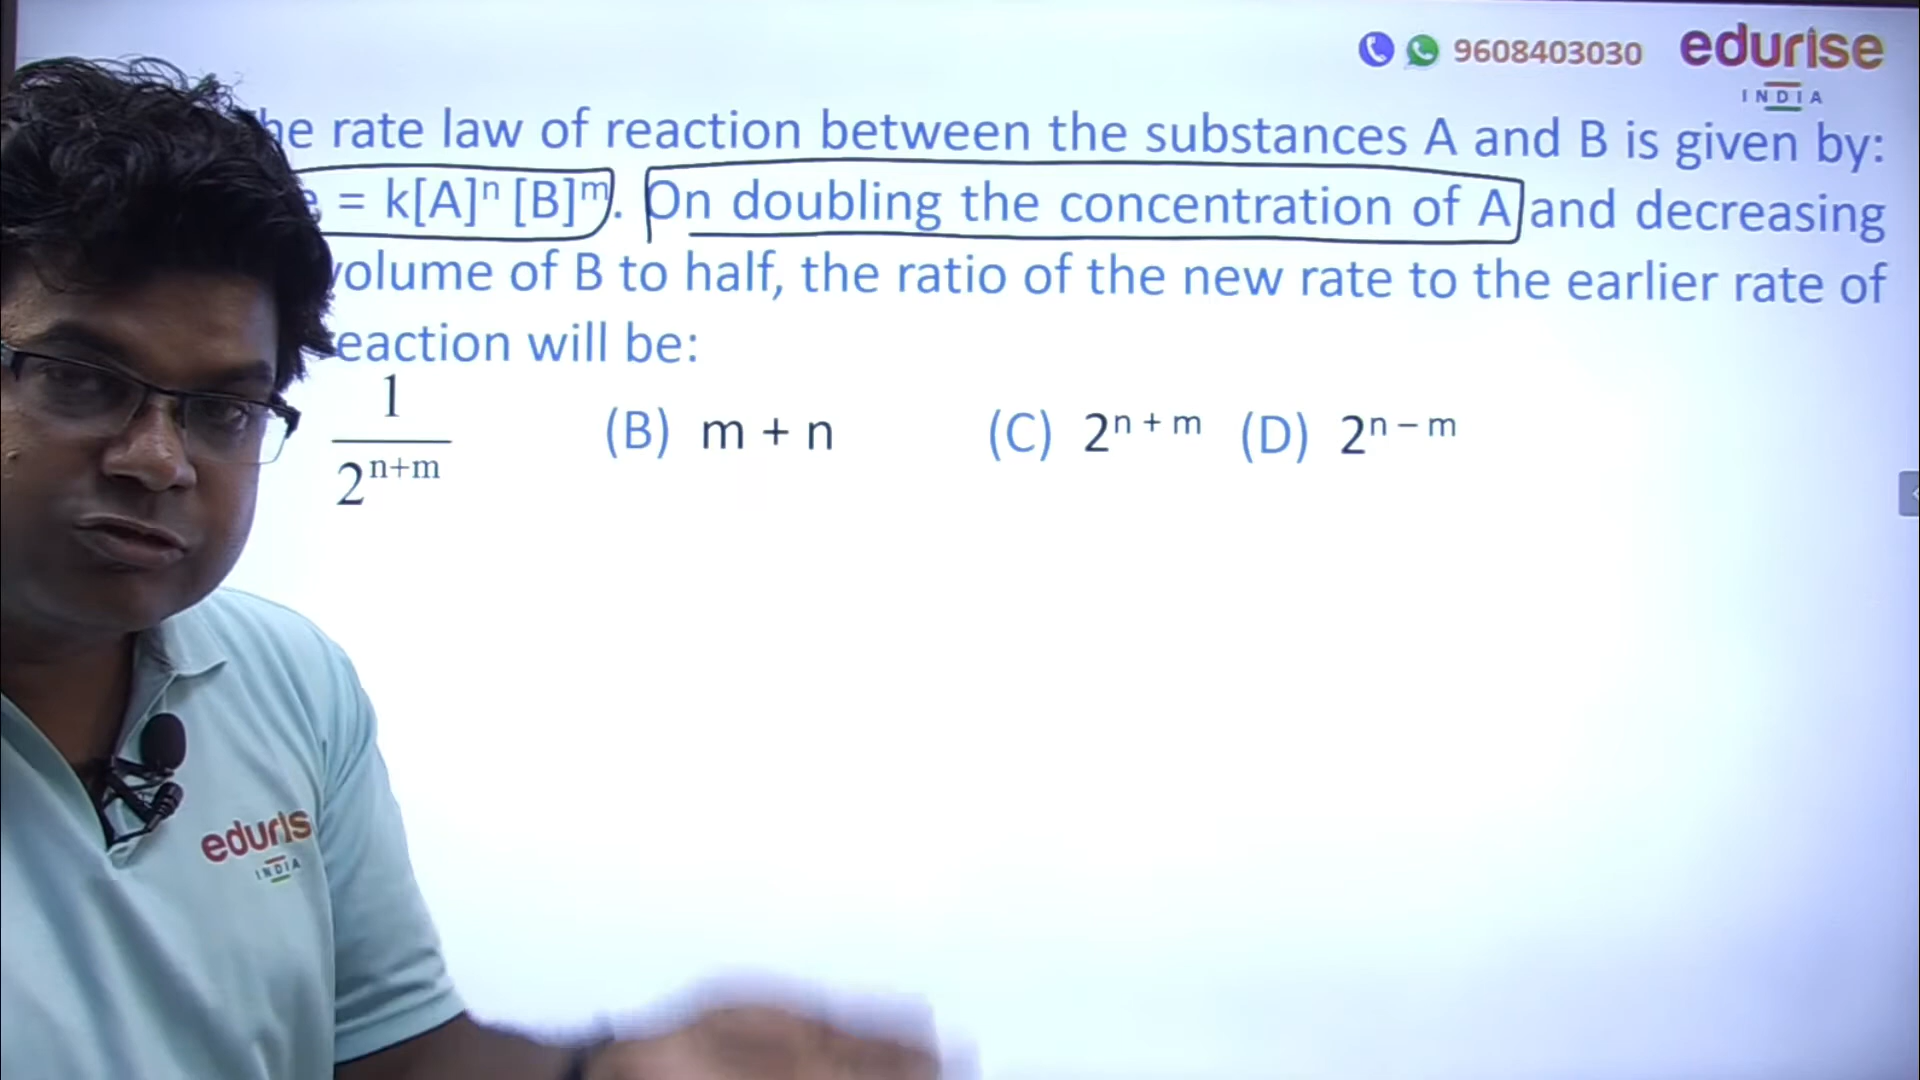 9608403030 edurise
INDIA
he rate law of reaction between the substances A and B is given by:
= k[A]ⁿ [B]ᵐ. On doubling the concentration of A and decreasing
volume of B to half, the ratio of the new rate to the earlier rate of
eaction will be:
1/2ⁿ⁺ᵐ (B) m + n (C) 2ⁿ ⁺ ᵐ (D) 2ⁿ ⁻ ᵐ
eduris
INDIA